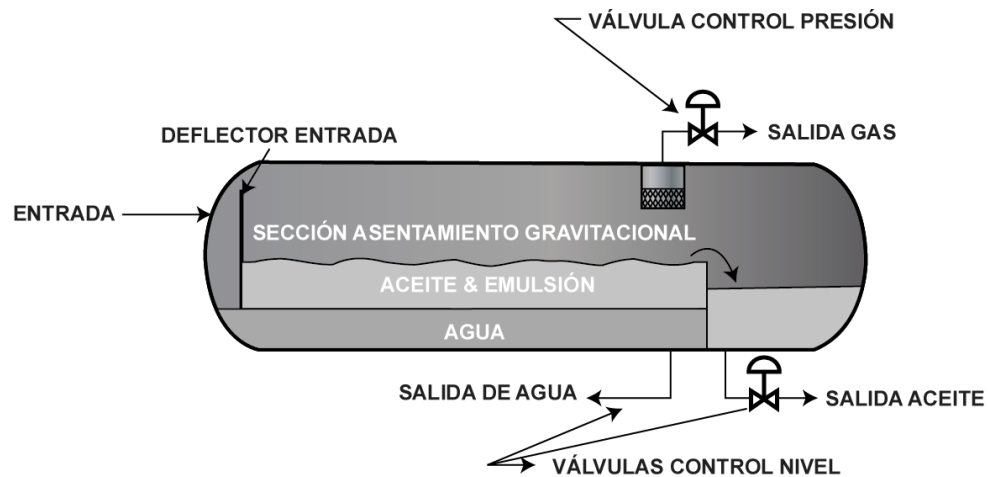 VÁLVULA CONTROL PRESIÓN
DEFLECTOR ENTRADA
SALIDA GAS
ENTRADA
SECCIÓN ASENTAMIENTO GRAVITACIONAL
ACEITE & EMULSIÓN
AGUA
SALIDA DE AGUA
SALIDA ACEITE
VÁLVULAS CONTROL NIVEL